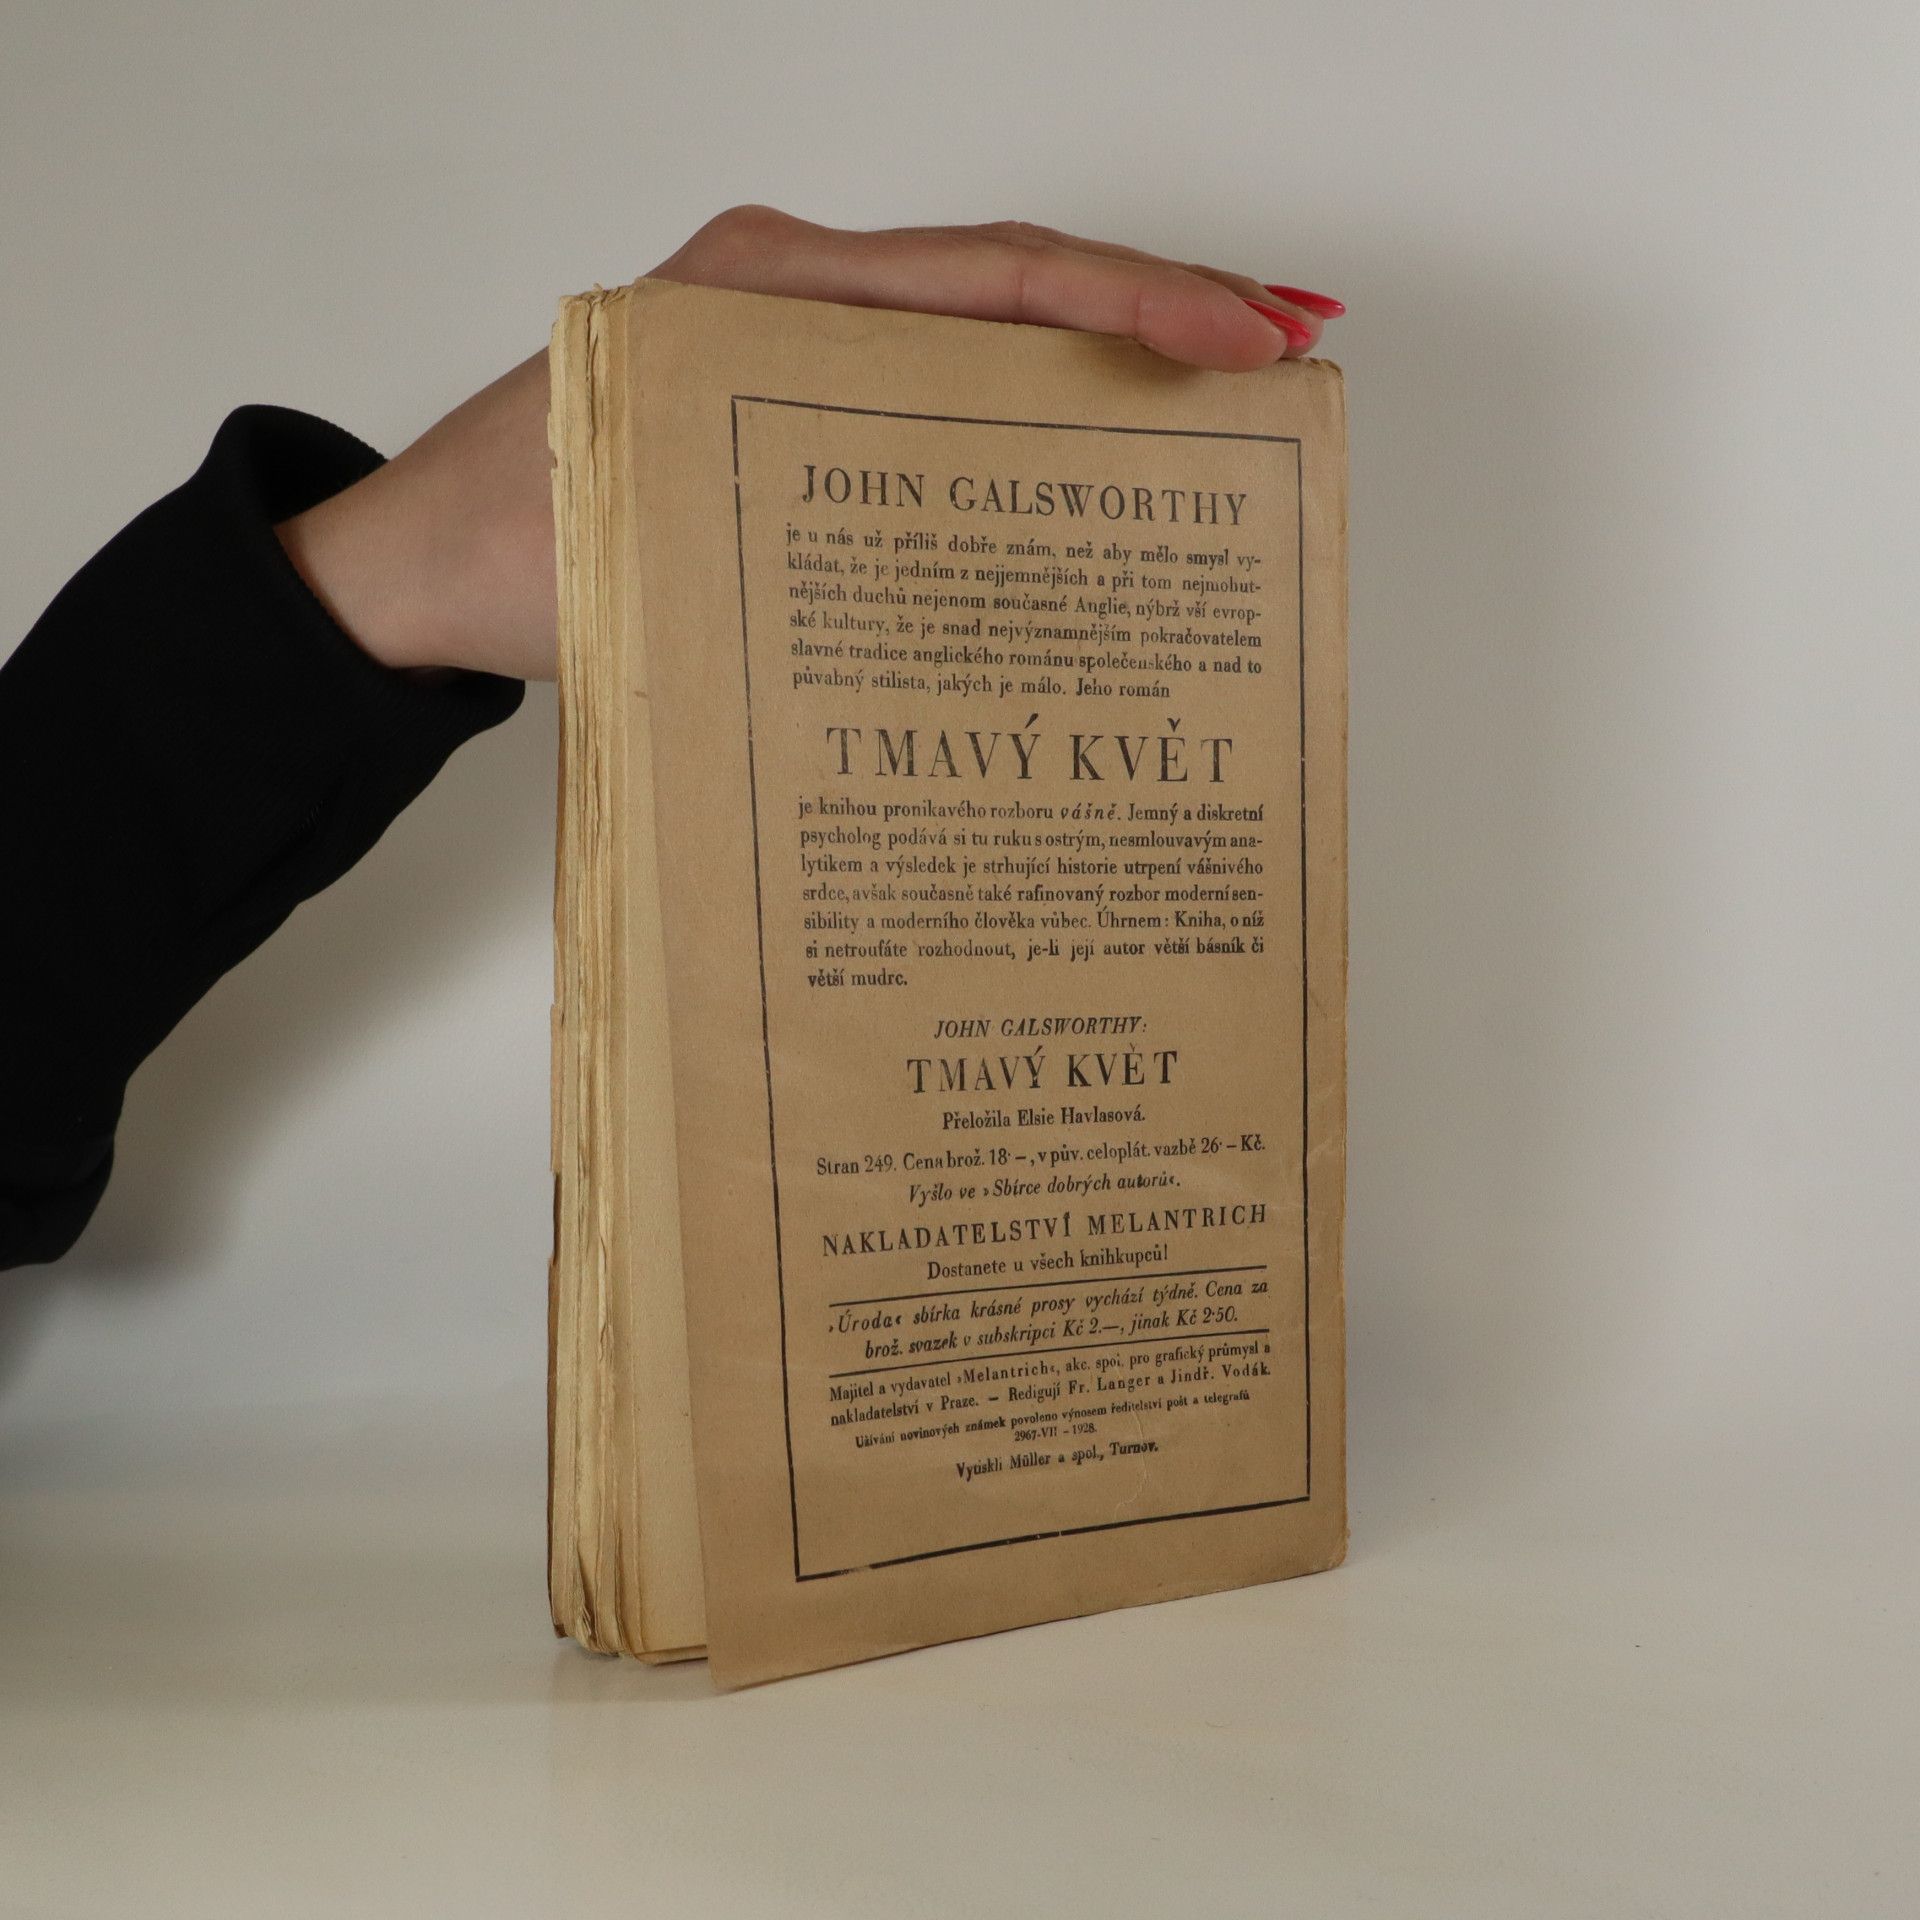 JOHN GALSWORTHY
je u nás už příliš dobře znám, než aby mělo smysl vy-
kládat, že je jedním z nejjemnějších a při tom nejmohut-
nějších duchů nejenom současné Anglie, nýbrž vší evrop-
ské kultury, že je snad nejvýznamnějším pokračovatelem
slavné tradice anglického románu společenského a nad to
půvabný stilista, jakých je málo. Jeho román
TMAVÝ KVĚT
je knihou pronikavého rozboru vášně. Jemný a diskretní
psycholog podává si tu ruku s ostrým, nesmlouvavým ana-
lytikem a výsledek je strhující historie utrpení vášnivého
srdce, avšak současně také rafinovaný rozbor moderní sen-
sibility a moderního člověka vůbec. Úhrnem: Kniha, o níž
si netroufáte rozhodnout, je-li její autor větší básník či
větší mudrc.
JOHN GALSWORTHY:
TMAVÝ KVĚT
Přeložila Elsie Havlasová.
Stran 249. Cena brož. 18·–, v pův. celoplát. vazbě 26·– Kč.
Vyšlo ve »Sbírce dobrých autorů«.
NAKLADATELSTVÍ MELANTRICH
Dostanete u všech knihkupců!
›Úroda‹ sbírka krásné prosy vychází týdně. Cena za
brož. svazek v subskripci Kč 2.—, jinak Kč 2·50.
Majitel a vydavatel »Melantrich«, akc. spol. pro grafický průmysl a
nakladatelství v Praze. — Redigují Fr. Langer a Jindř. Vodák.
Užívání novinových známek povoleno výnosem ředitelství pošt a telegrafů
2967-VII – 1928.
Vytiskli Müller a spol., Turnov.